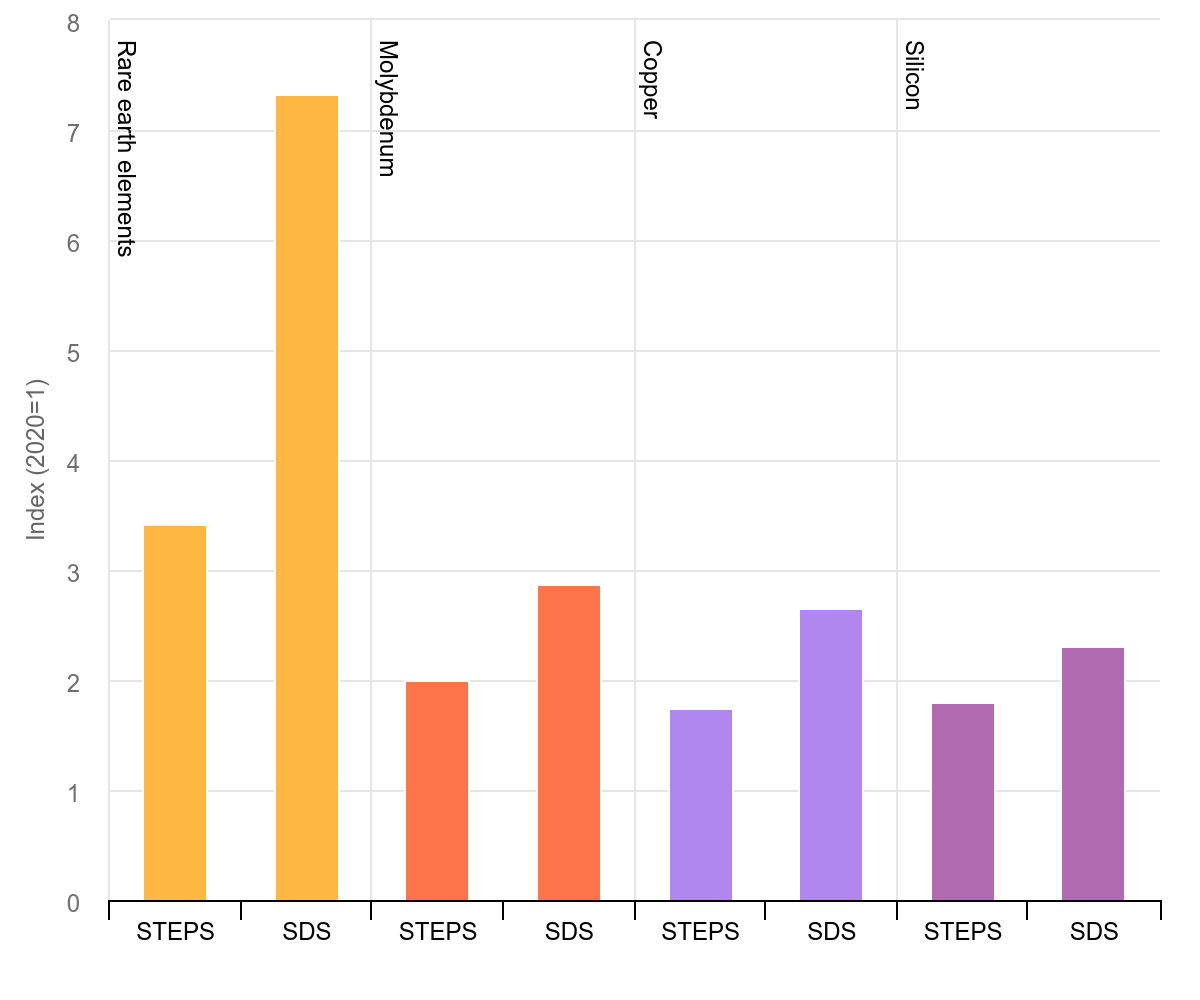 8
7
6
5
4
3
2
1
0
Index (2020=1)
Rare earth elements
Molybdenum
Copper
Silicon
STEPS SDS STEPS SDS STEPS SDS STEPS SDS